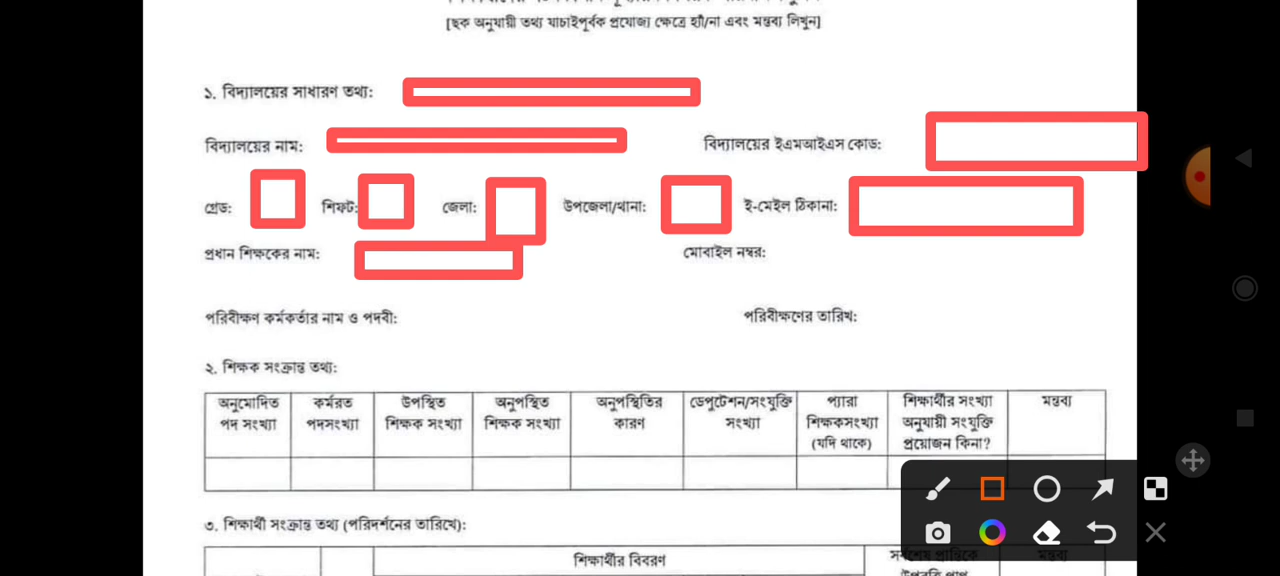 [ছক অনুযায়ী তথ্য যাচাইপূর্বক প্রযোজ্য ক্ষেত্রে হ্যাঁ/না এবং মন্তব্য লিখুন]
১. বিদ্যালয়ের সাধারণ তথ্য:
বিদ্যালয়ের নাম: বিদ্যালয়ের ইএমআইএস কোড:
গ্রেড: শিফট: জেলা: উপজেলা/থানা: ই-মেইল ঠিকানা:
প্রধান শিক্ষকের নাম: মোবাইল নম্বর:
পরিবীক্ষণ কর্মকর্তার নাম ও পদবী: পরিবীক্ষণের তারিখ:
২. শিক্ষক সংক্রান্ত তথ্য:
অনুমোদিত কর্মরত উপস্থিত অনুপস্থিত অনুপস্থিতির ডেপুটেশন/সংযুক্তি প্যারা শিক্ষার্থীর সংখ্যা মন্তব্য
পদ সংখ্যা পদসংখ্যা শিক্ষক সংখ্যা শিক্ষক সংখ্যা কারণ সংখ্যা শিক্ষকসংখ্যা অনুযায়ী সংযুক্তি
(যদি থাকে) প্রয়োজন কিনা?
৩. শিক্ষার্থী সংক্রান্ত তথ্য (পরিদর্শনের তারিখে):
শিক্ষার্থীর বিবরণ মন্তব্য